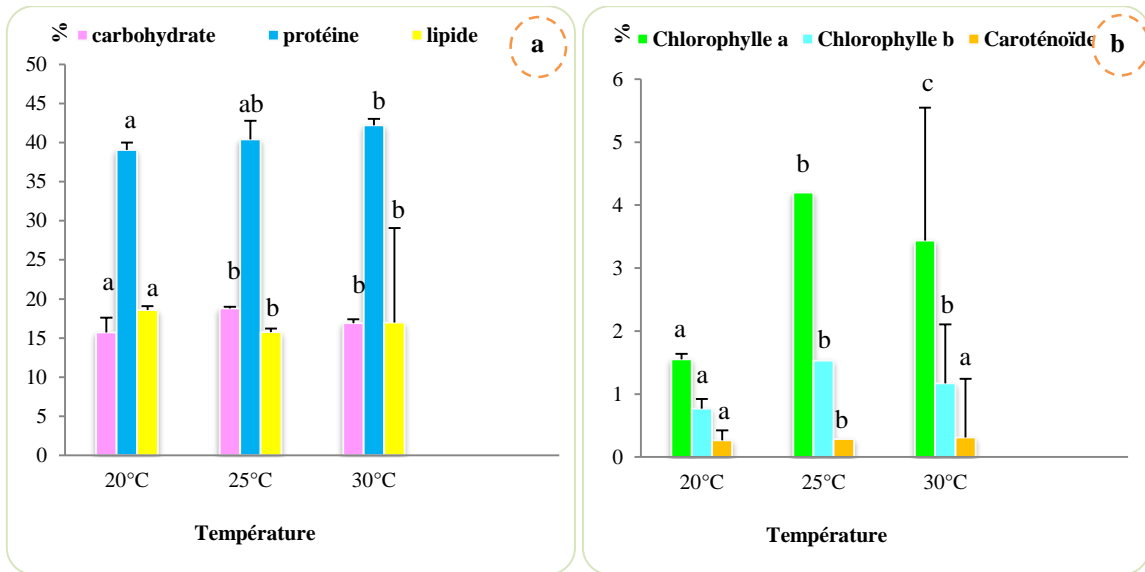 % carbohydrate protéine lipide a
50
45
40
35
30
25
20
15
10
5
0
a ab b
a a b b b b
20°C 25°C 30°C
Température
% Chlorophylle a Chlorophylle b Caroténoïde b
6
5
4
3
2
1
0
a a a b b b c b a
20°C 25°C 30°C
Température